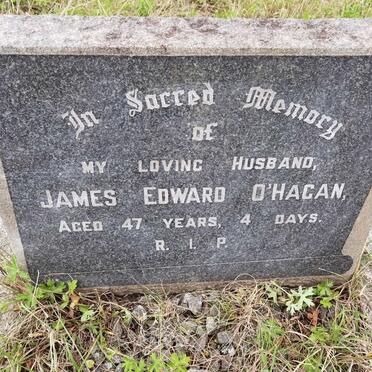 In Sacred Memory
of
MY LOVING HUSBAND,
JAMES EDWARD O'HAGAN,
AGED 47 YEARS, 4 DAYS.
R. I. P.